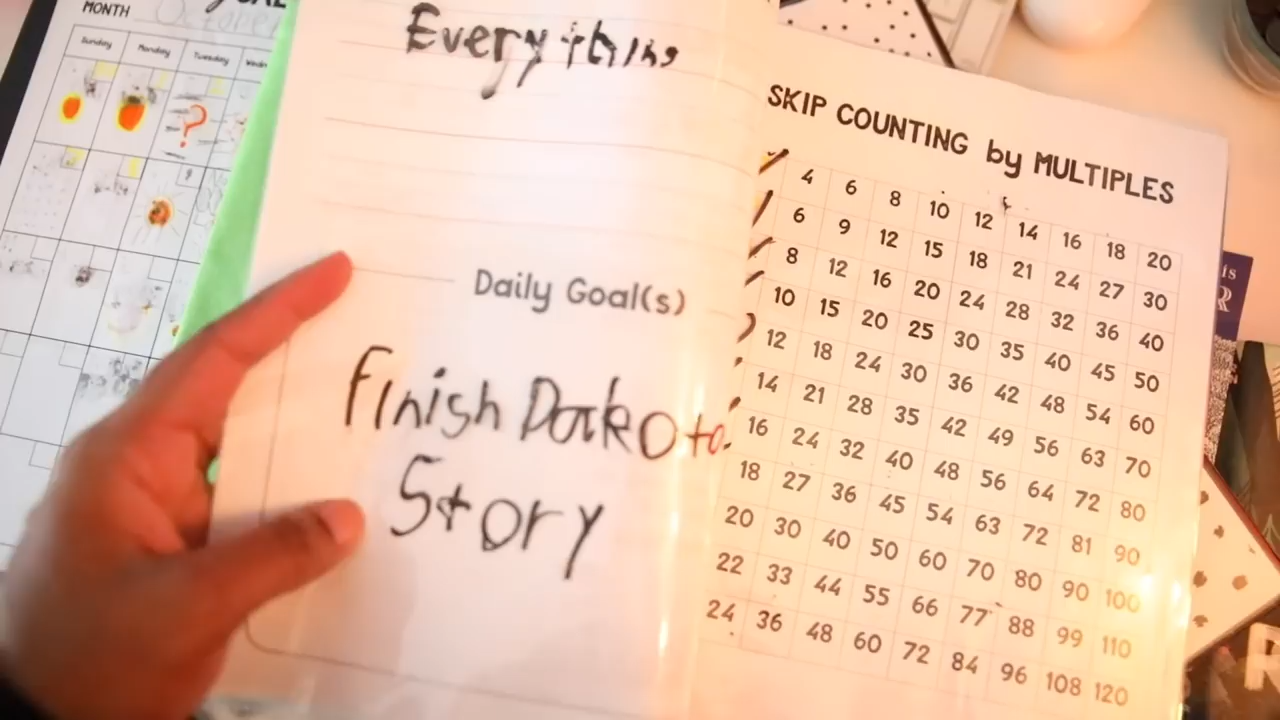 MONTH
October
Sunday Monday Tuesday
?
Everything
Daily Goal(s)
Finish Dakota
Story
SKIP COUNTING by MULTIPLES
4 6 8 10 12 14 16 18 20
6 9 12 15 18 21 24 27 30
8 12 16 20 24 28 32 36 40
10 15 20 25 30 35 40 45 50
12 18 24 30 36 42 48 54 60
14 21 28 35 42 49 56 63 70
16 24 32 40 48 56 64 72 80
18 27 36 45 54 63 72 81 90
20 30 40 50 60 70 80 90 100
22 33 44 55 66 77 88 99 110
24 36 48 60 72 84 96 108 120
is
R